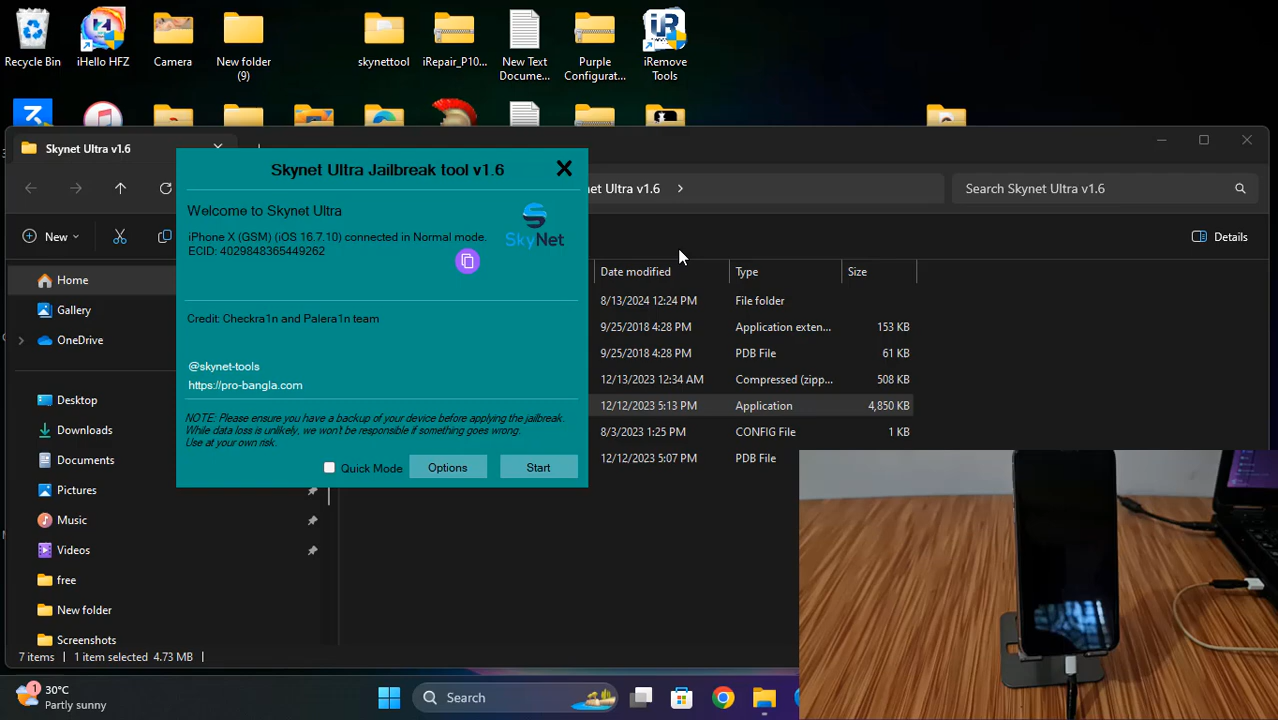 Recycle Bin
iHello HFZ
Camera
New folder
(9)
skynettool
iRepair_P10...
New Text
Docume...
Purple
Configurat...
iRemove
Tools
Skynet Ultra v1.6
net Ultra v1.6
Search Skynet Ultra v1.6
New
Details
Home
Gallery
OneDrive
Desktop
Downloads
Documents
Pictures
Music
Videos
free
New folder
Screenshots
Skynet Ultra Jailbreak tool v1.6
Welcome to Skynet Ultra
iPhone X (GSM) (iOS 16.7.10) connected in Normal mode.
ECID: 4029848365449262
SkyNet
Credit: Checkra1n and Palera1n team
@skynet-tools
https://pro-bangla.com
NOTE: Please ensure you have a backup of your device before applying the jailbreak.
While data loss is unlikely, we won't be responsible if something goes wrong.
Use at your own risk.
Quick Mode
Options
Start
Date modified Type Size
8/13/2024 12:24 PM File folder
9/25/2018 4:28 PM Application exten... 153 KB
9/25/2018 4:28 PM PDB File 61 KB
12/13/2023 12:34 AM Compressed (zipp... 508 KB
12/12/2023 5:13 PM Application 4,850 KB
8/3/2023 1:25 PM CONFIG File 1 KB
12/12/2023 5:07 PM PDB File
7 items 1 item selected 4.73 MB
1
30°C
Partly sunny
Search